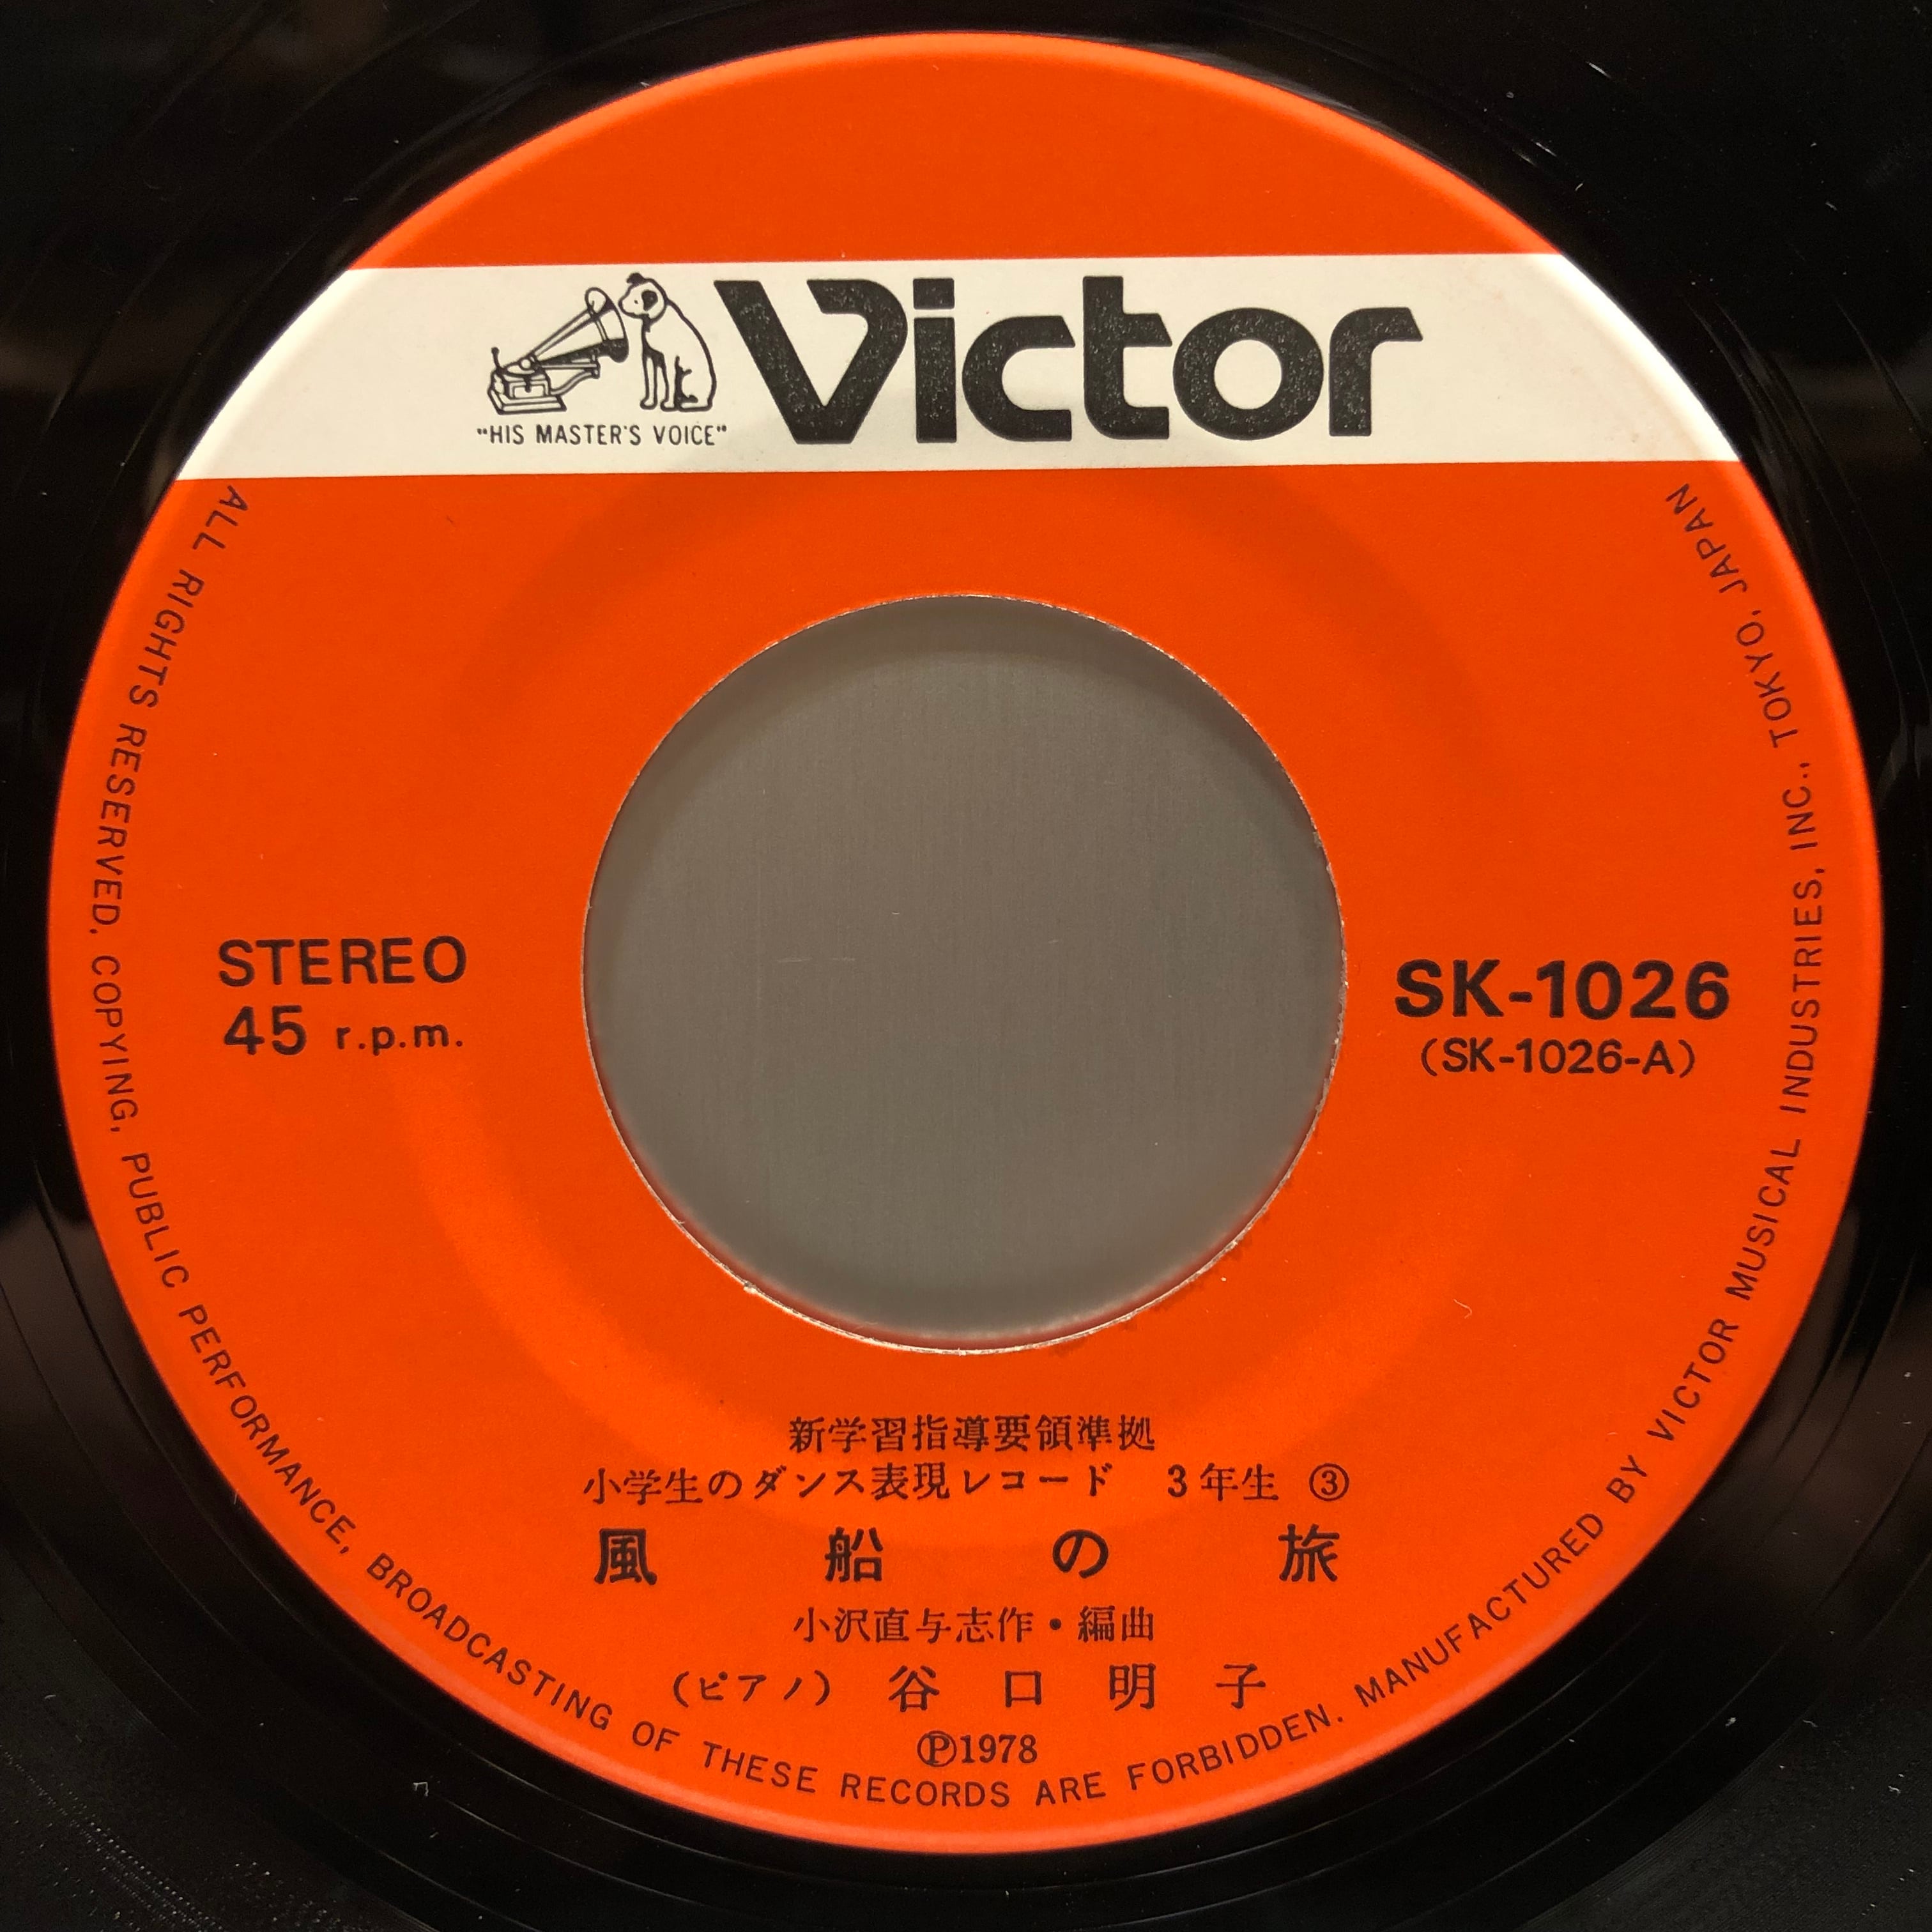 Victor
"HIS MASTER'S VOICE"
STEREO
45 r.p.m.
SK-1026
(SK-1026-A)
新学習指導要領準拠
小学生のダンス表現レコード 3年生 ③
風船の旅
小沢直与志作・編曲
(ピアノ) 谷口明子
Ⓟ1978
ALL RIGHTS RESERVED. COPYING, PUBLIC PERFORMANCE, BROADCASTING OF THESE RECORDS ARE FORBIDDEN. MANUFACTURED BY VICTOR MUSICAL INDUSTRIES, INC., TOKYO, JAPAN